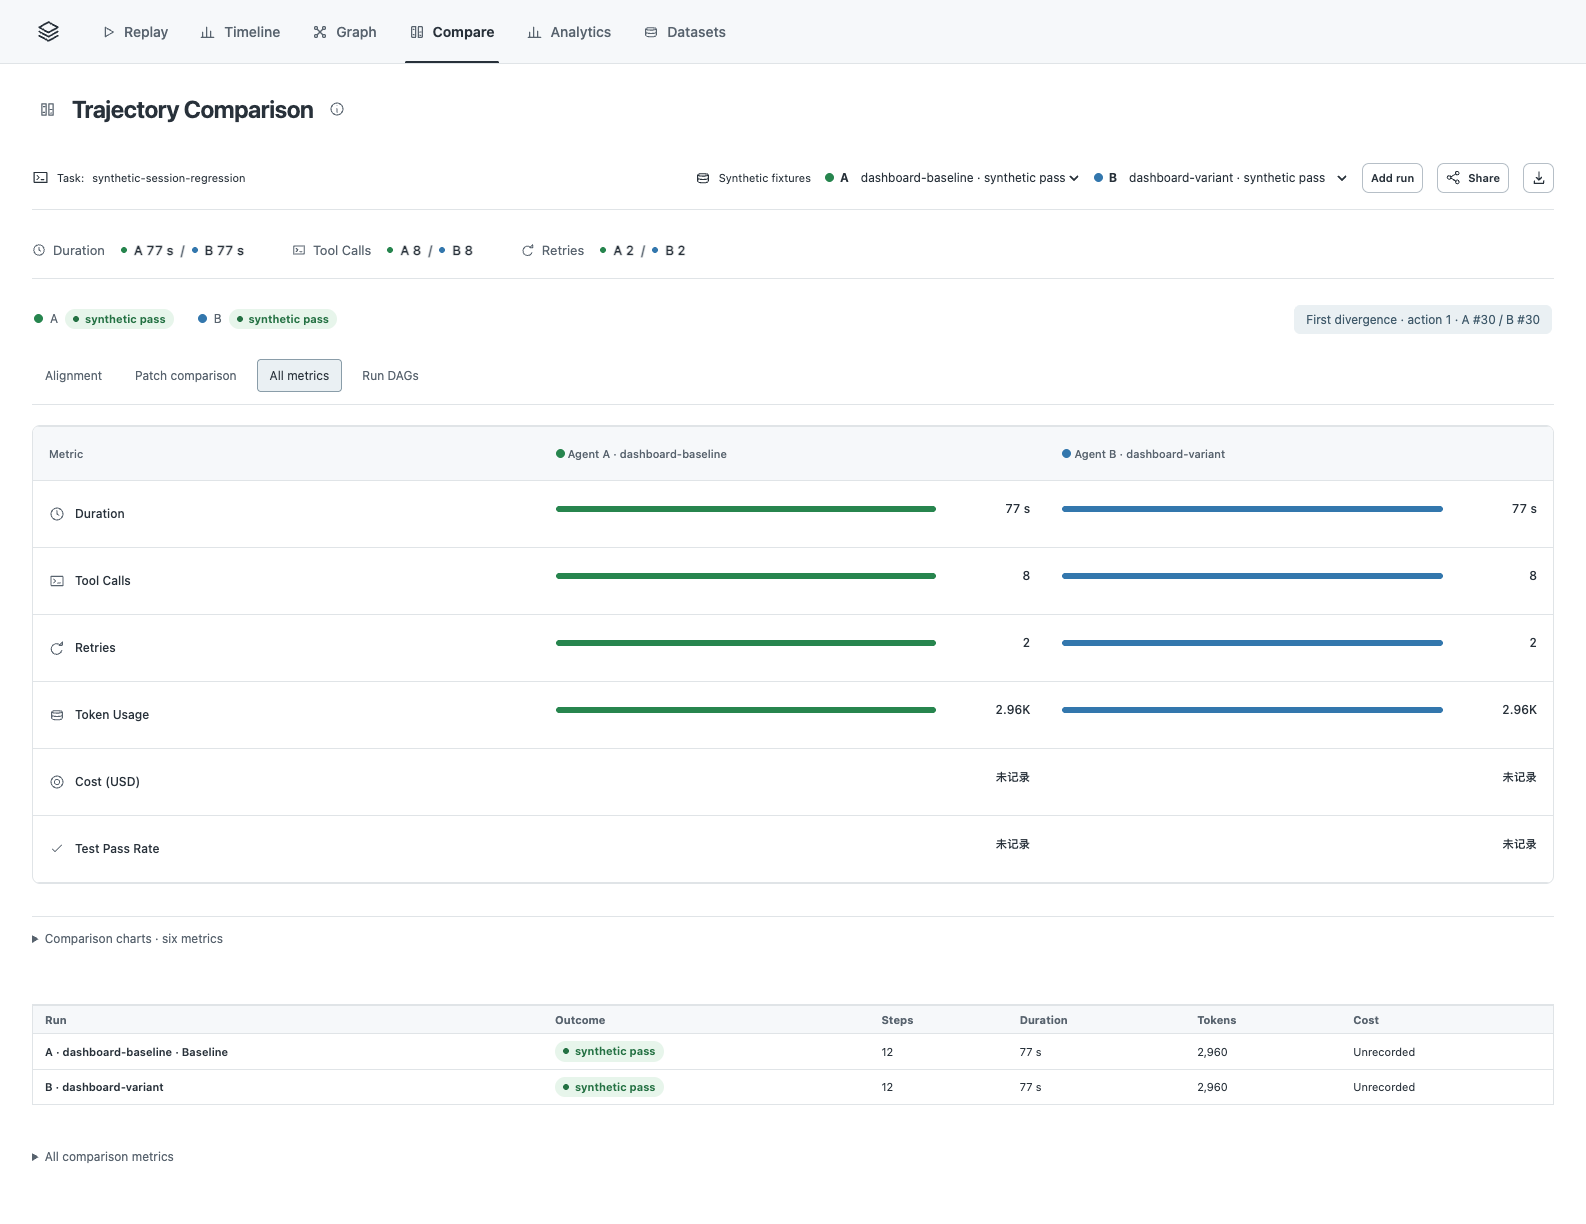 Replay Timeline Graph Compare Analytics Datasets
Trajectory Comparison
Task: synthetic-session-regression Synthetic fixtures A dashboard-baseline · synthetic pass B dashboard-variant · synthetic pass Add run Share
Duration A 77 s / B 77 s Tool Calls A 8 / B 8 Retries A 2 / B 2
A synthetic pass B synthetic pass First divergence · action 1 · A #30 / B #30
Alignment Patch comparison All metrics Run DAGs
Metric Agent A · dashboard-baseline Agent B · dashboard-variant
Duration 77 s 77 s
Tool Calls 8 8
Retries 2 2
Token Usage 2.96K 2.96K
Cost (USD) 未记录 未记录
Test Pass Rate 未记录 未记录
Comparison charts · six metrics
Run Outcome Steps Duration Tokens Cost
A · dashboard-baseline · Baseline synthetic pass 12 77 s 2,960 Unrecorded
B · dashboard-variant synthetic pass 12 77 s 2,960 Unrecorded
All comparison metrics